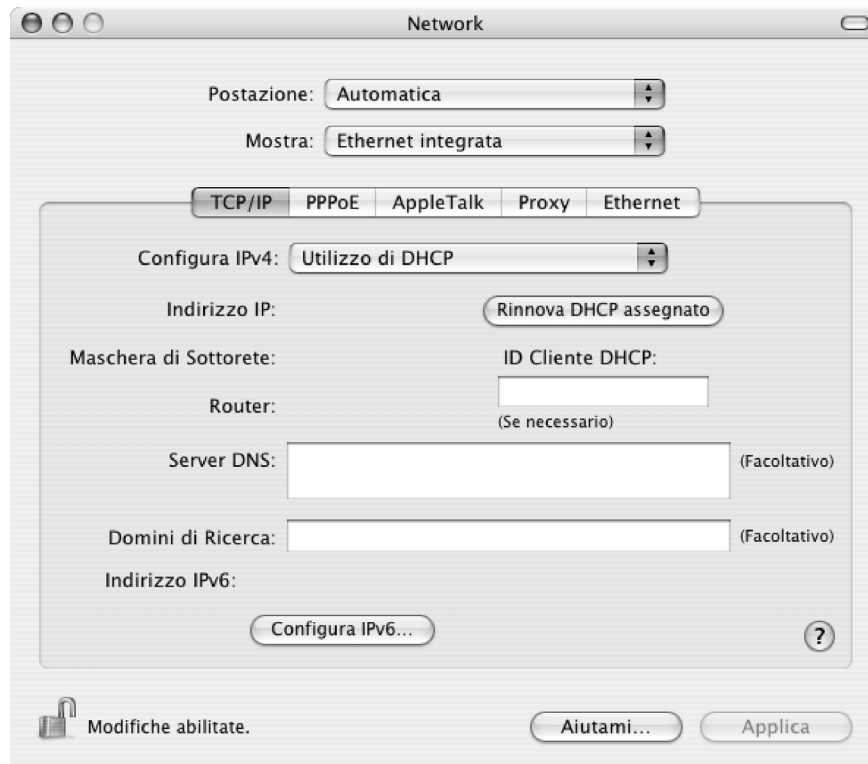 Network
Postazione: Automatica
Mostra: Ethernet integrata
TCP/IP PPPoE AppleTalk Proxy Ethernet
Configura IPv4: Utilizzo di DHCP
Indirizzo IP: Rinnova DHCP assegnato
Maschera di Sottorete: ID Cliente DHCP:
Router:
(Se necessario)
Server DNS: (Facoltativo)
Domini di Ricerca: (Facoltativo)
Indirizzo IPv6:
Configura IPv6... ?
Modifiche abilitate. Aiutami... Applica